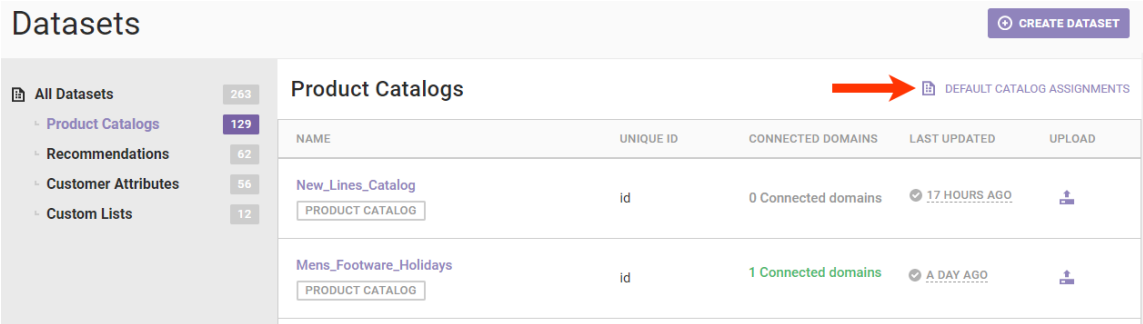 Datasets
CREATE DATASET
All Datasets 263
Product Catalogs 129
Recommendations 62
Customer Attributes 56
Custom Lists 12
Product Catalogs
DEFAULT CATALOG ASSIGNMENTS
NAME UNIQUE ID CONNECTED DOMAINS LAST UPDATED UPLOAD
New_Lines_Catalog
PRODUCT CATALOG
id 0 Connected domains 17 HOURS AGO
Mens_Footware_Holidays
PRODUCT CATALOG
id 1 Connected domains A DAY AGO